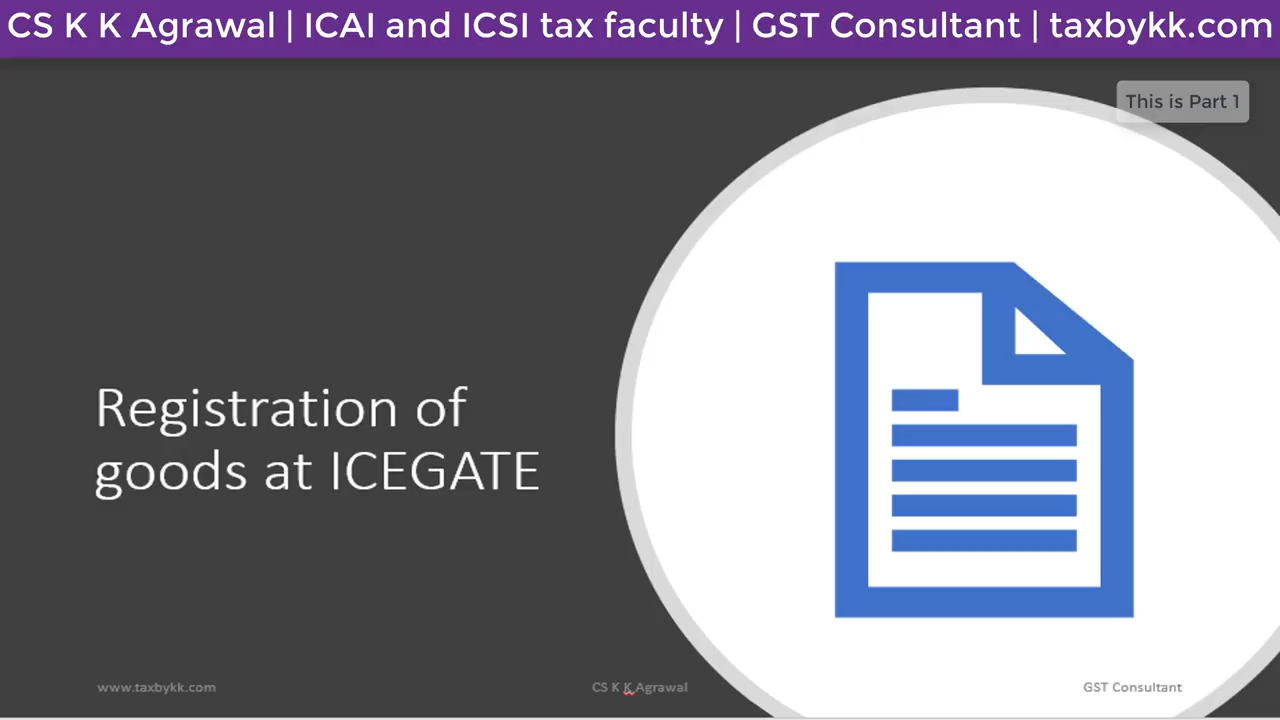 CS K K Agrawal | ICAI and ICSI tax faculty | GST Consultant | taxbykk.com
This is Part 1
Registration of
goods at ICEGATE
www.taxbykk.com
CS K K Agrawal
GST Consultant